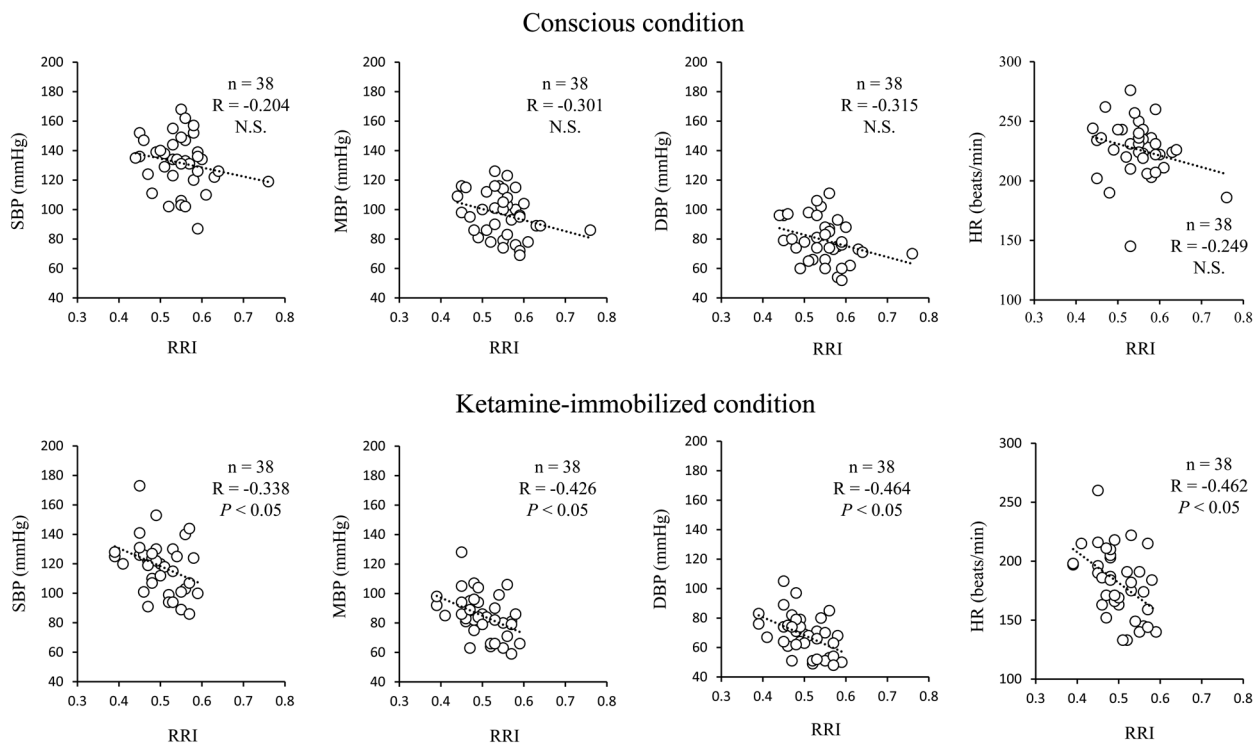 Conscious condition
200
180
160
140
120
100
80
60
40
0.3 0.4 0.5 0.6 0.7 0.8
SBP (mmHg)
RRI
n = 38
R = -0.204
N.S.
200
180
160
140
120
100
80
60
40
0.3 0.4 0.5 0.6 0.7 0.8
MBP (mmHg)
RRI
n = 38
R = -0.301
N.S.
200
180
160
140
120
100
80
60
40
0.3 0.4 0.5 0.6 0.7 0.8
DBP (mmHg)
RRI
n = 38
R = -0.315
N.S.
300
250
200
150
100
0.3 0.4 0.5 0.6 0.7 0.8
HR (beats/min)
RRI
n = 38
R = -0.249
N.S.
Ketamine-immobilized condition
200
180
160
140
120
100
80
60
40
0.3 0.4 0.5 0.6 0.7 0.8
SBP (mmHg)
RRI
n = 38
R = -0.338
P < 0.05
200
180
160
140
120
100
80
60
40
0.3 0.4 0.5 0.6 0.7 0.8
MBP (mmHg)
RRI
n = 38
R = -0.426
P < 0.05
200
180
160
140
120
100
80
60
40
0.3 0.4 0.5 0.6 0.7 0.8
DBP (mmHg)
RRI
n = 38
R = -0.464
P < 0.05
300
250
200
150
100
0.3 0.4 0.5 0.6 0.7 0.8
HR (beats/min)
RRI
n = 38
R = -0.462
P < 0.05